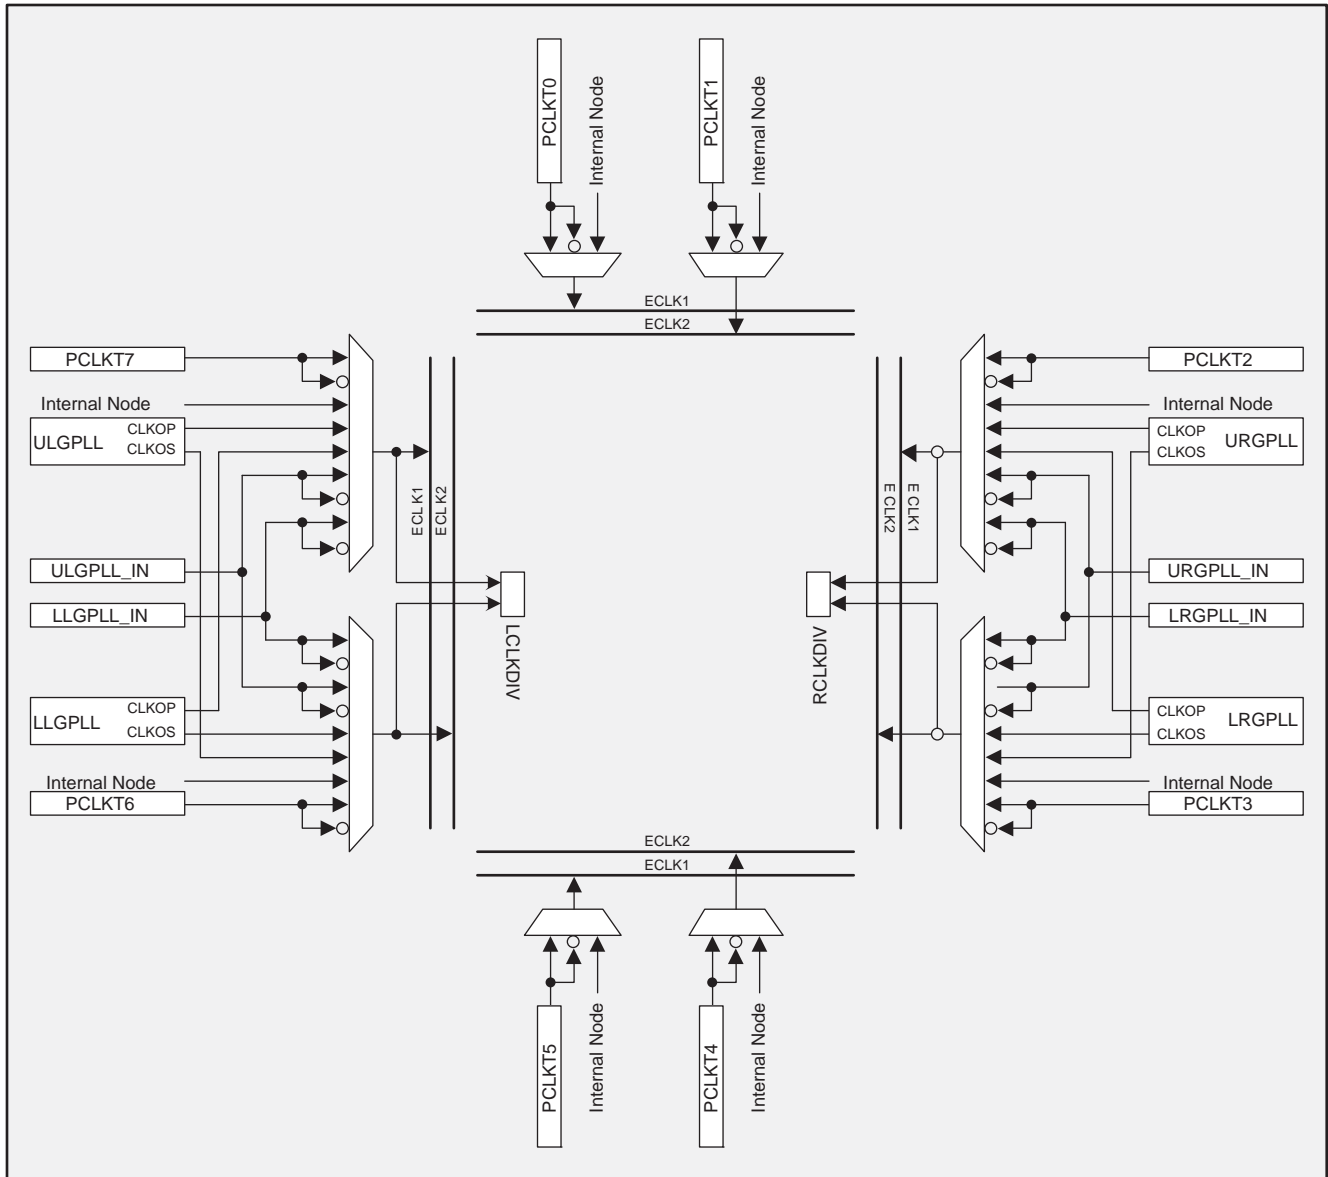 PCLKT0
Internal Node
PCLKT1
Internal Node
ECLK1
ECLK2
PCLKT7
Internal Node
ULGPLL
CLKOP
CLKOS
ULGPLL_IN
LLGPLL_IN
LLGPLL
CLKOP
CLKOS
Internal Node
PCLKT6
ECLK1
ECLK2
LCLKDIV
RCLKDIV
ECLK2
ECLK1
PCLKT2
Internal Node
CLKOP
CLKOS
URGPLL
URGPLL_IN
LRGPLL_IN
CLKOP
CLKOS
LRGPLL
Internal Node
PCLKT3
ECLK2
ECLK1
PCLKT5
Internal Node
PCLKT4
Internal Node